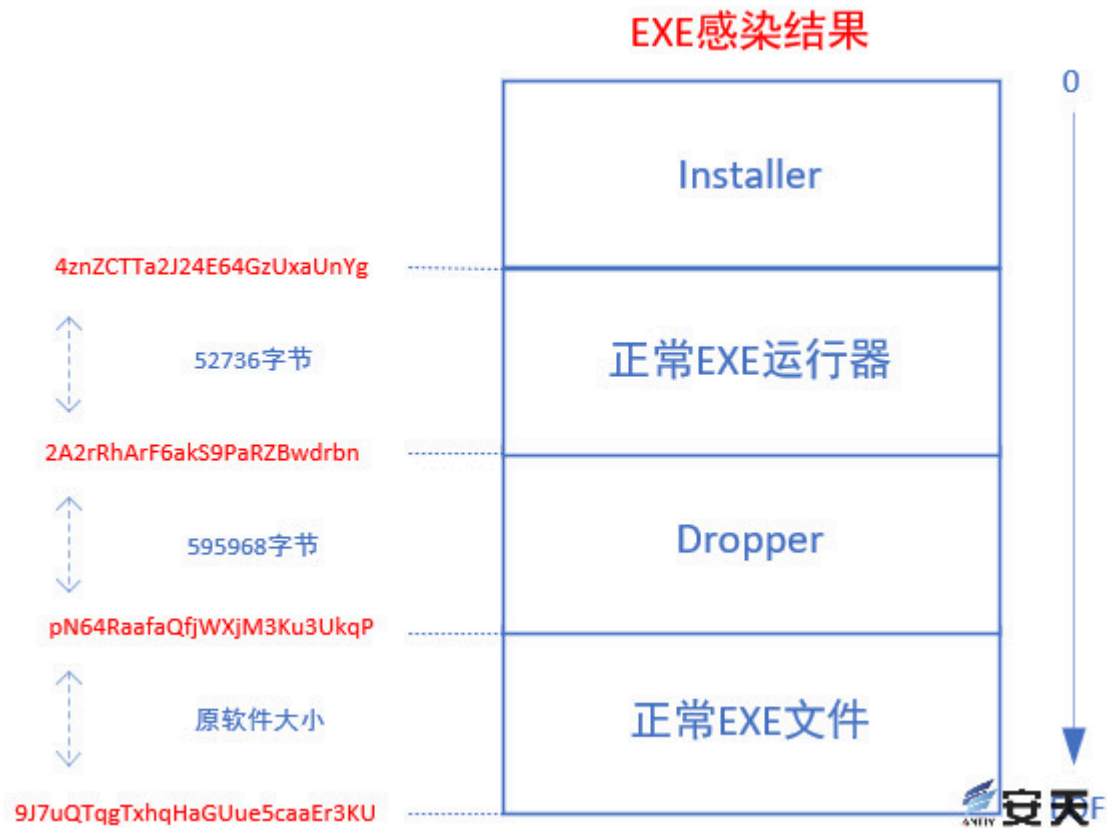 EXE感染结果
0
Installer
4znZCTTa2J24E64GzUxaUnYg
52736字节
正常EXE运行器
2A2rRhArF6akS9PaRZBwdrbn
595968字节
Dropper
pN64RaafaQfjWXjM3Ku3UkqP
原软件大小
正常EXE文件
9J7uQTqgTxhqHaGUue5caaEr3KU
安天